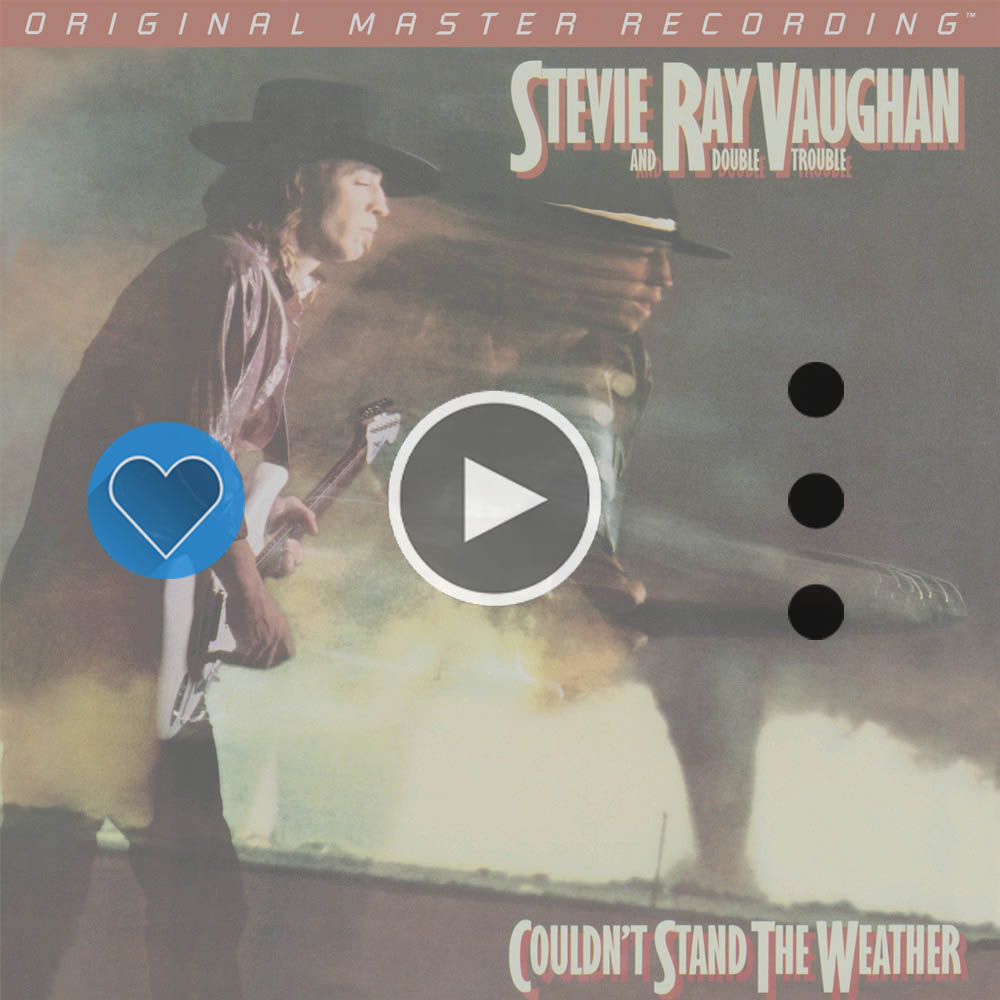 ORIGINAL MASTER RECORDING™
STEVIE RAY VAUGHAN
AND DOUBLE TROUBLE
COULDN'T STAND THE WEATHER